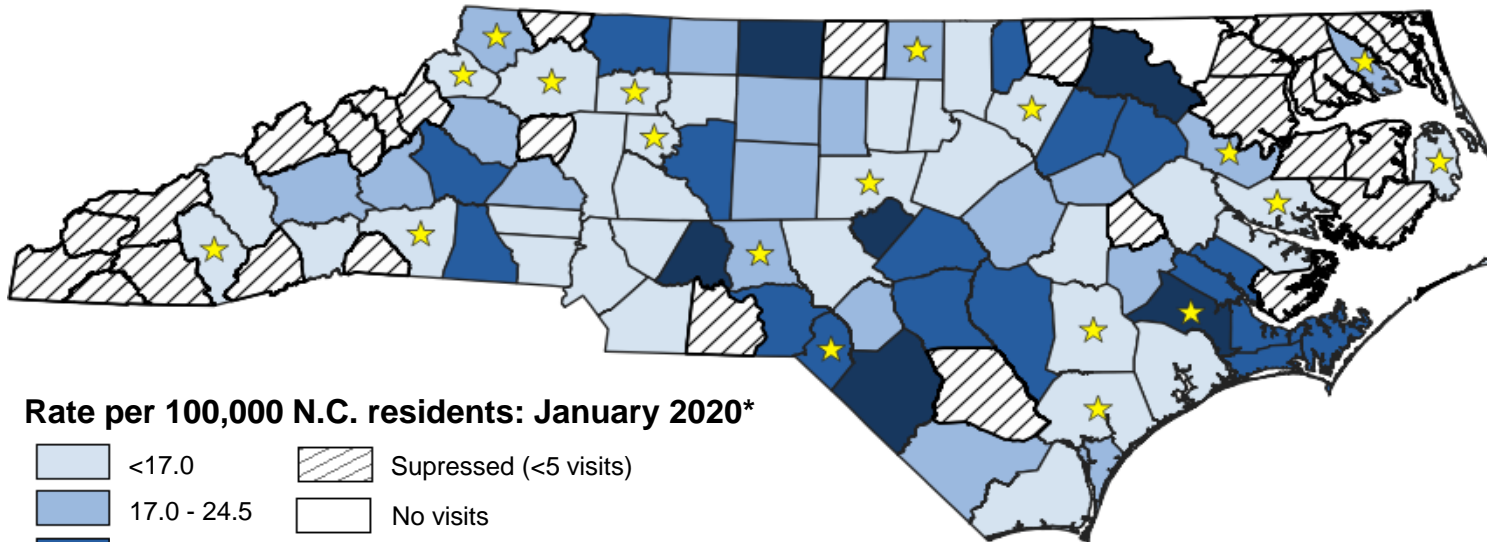 Rate per 100,000 N.C. residents: January 2020*
<17.0
Supressed (<5 visits)
17.0 - 24.5
No visits